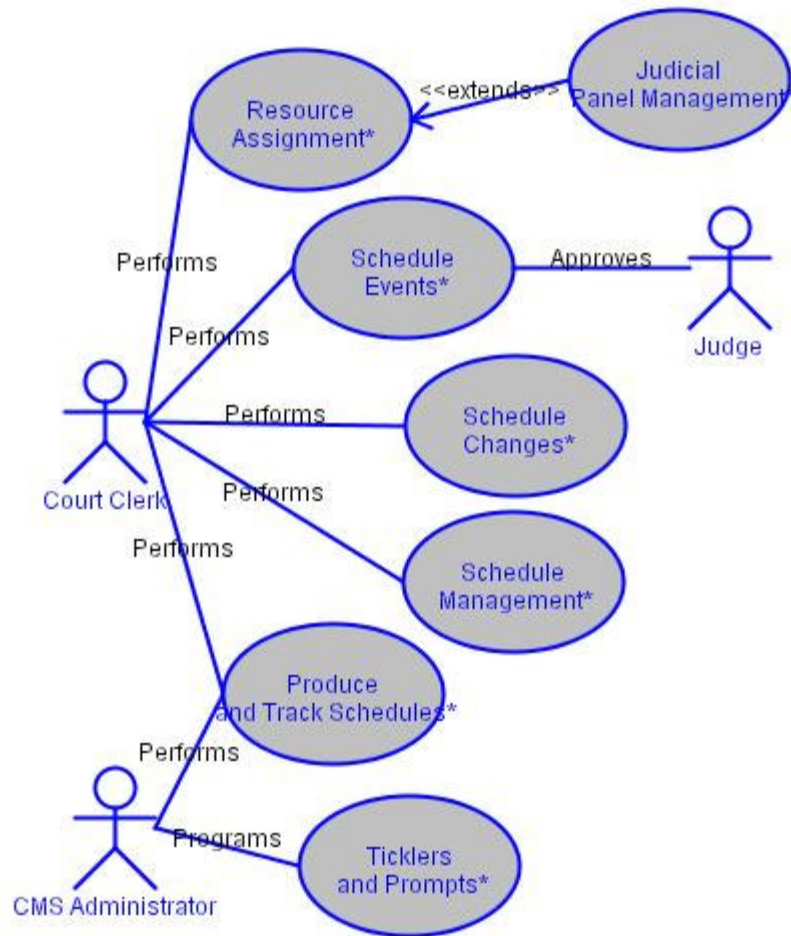 Judicial
Panel Management*
<<extends>>
Resource
Assignment*
Performs
Schedule
Events*
Approves
Judge
Performs
Schedule
Changes*
Performs
Court Clerk
Performs
Schedule
Management*
Performs
Produce
and Track Schedules*
Performs
Programs
Ticklers
and Prompts*
CMS Administrator